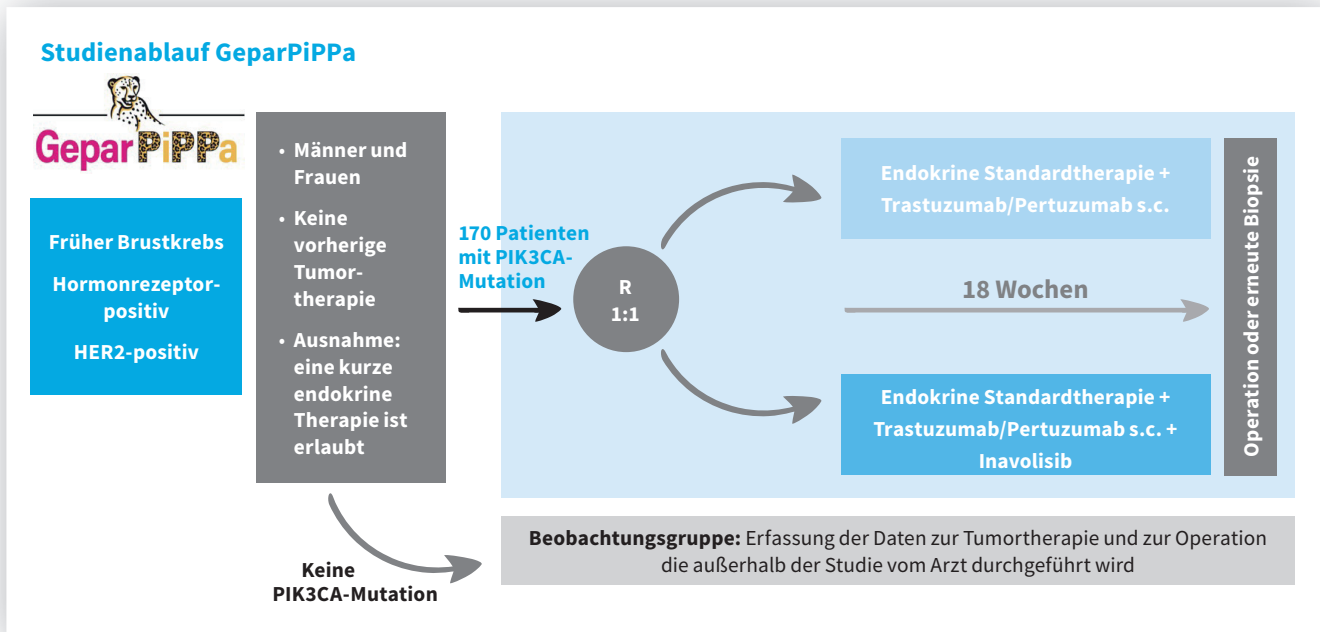 Studienablauf GeparPiPPa
GeparPiPPa
Früher Brustkrebs
Hormonrezeptor-
positiv
HER2-positiv
• Männer und
Frauen
• Keine
vorherige
Tumor-
therapie
• Ausnahme:
eine kurze
endokrine
Therapie ist
erlaubt
170 Patienten
mit PIK3CA-
Mutation
R
1:1
Endokrine Standardtherapie +
Trastuzumab/Pertuzumab s.c.
18 Wochen
Endokrine Standardtherapie +
Trastuzumab/Pertuzumab s.c. +
Inavolisib
Operation oder erneute Biopsie
Keine
PIK3CA-Mutation
Beobachtungsgruppe: Erfassung der Daten zur Tumortherapie und zur Operation
die außerhalb der Studie vom Arzt durchgeführt wird